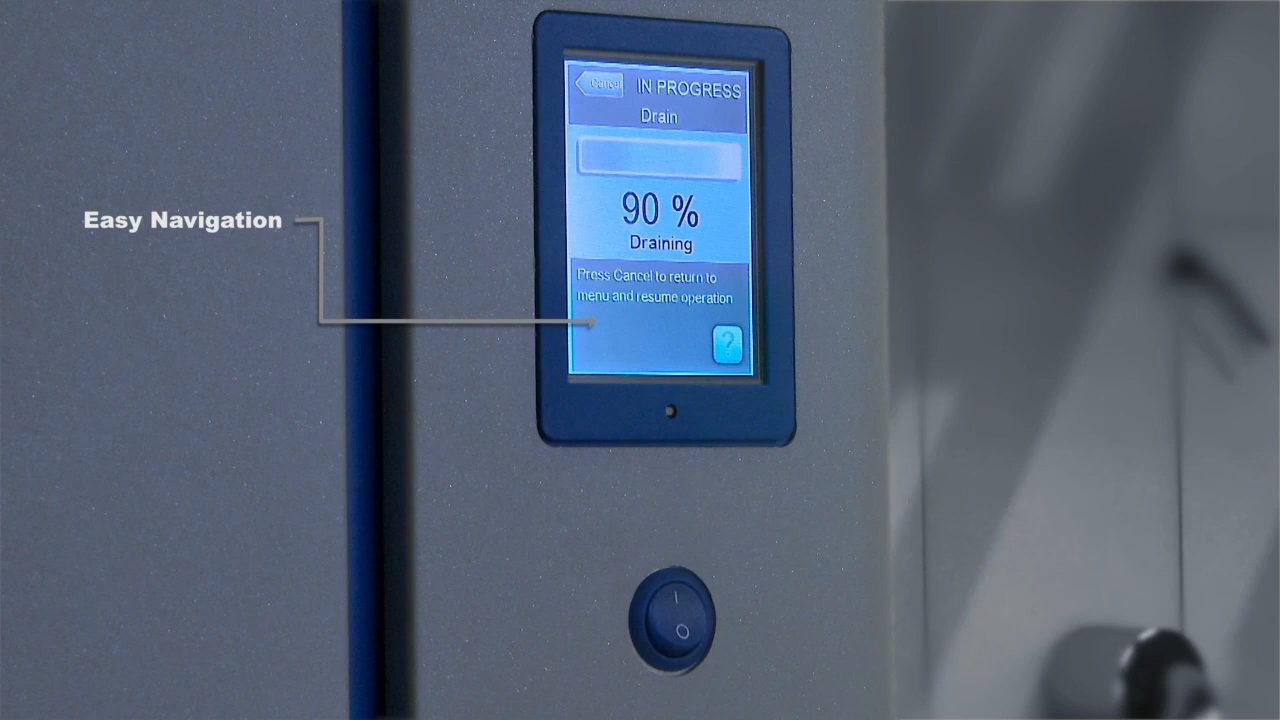 Cancel
IN PROGRESS
Drain
90 %
Draining
Easy Navigation
Press Cancel to return to
menu and resume operation
?
I
O